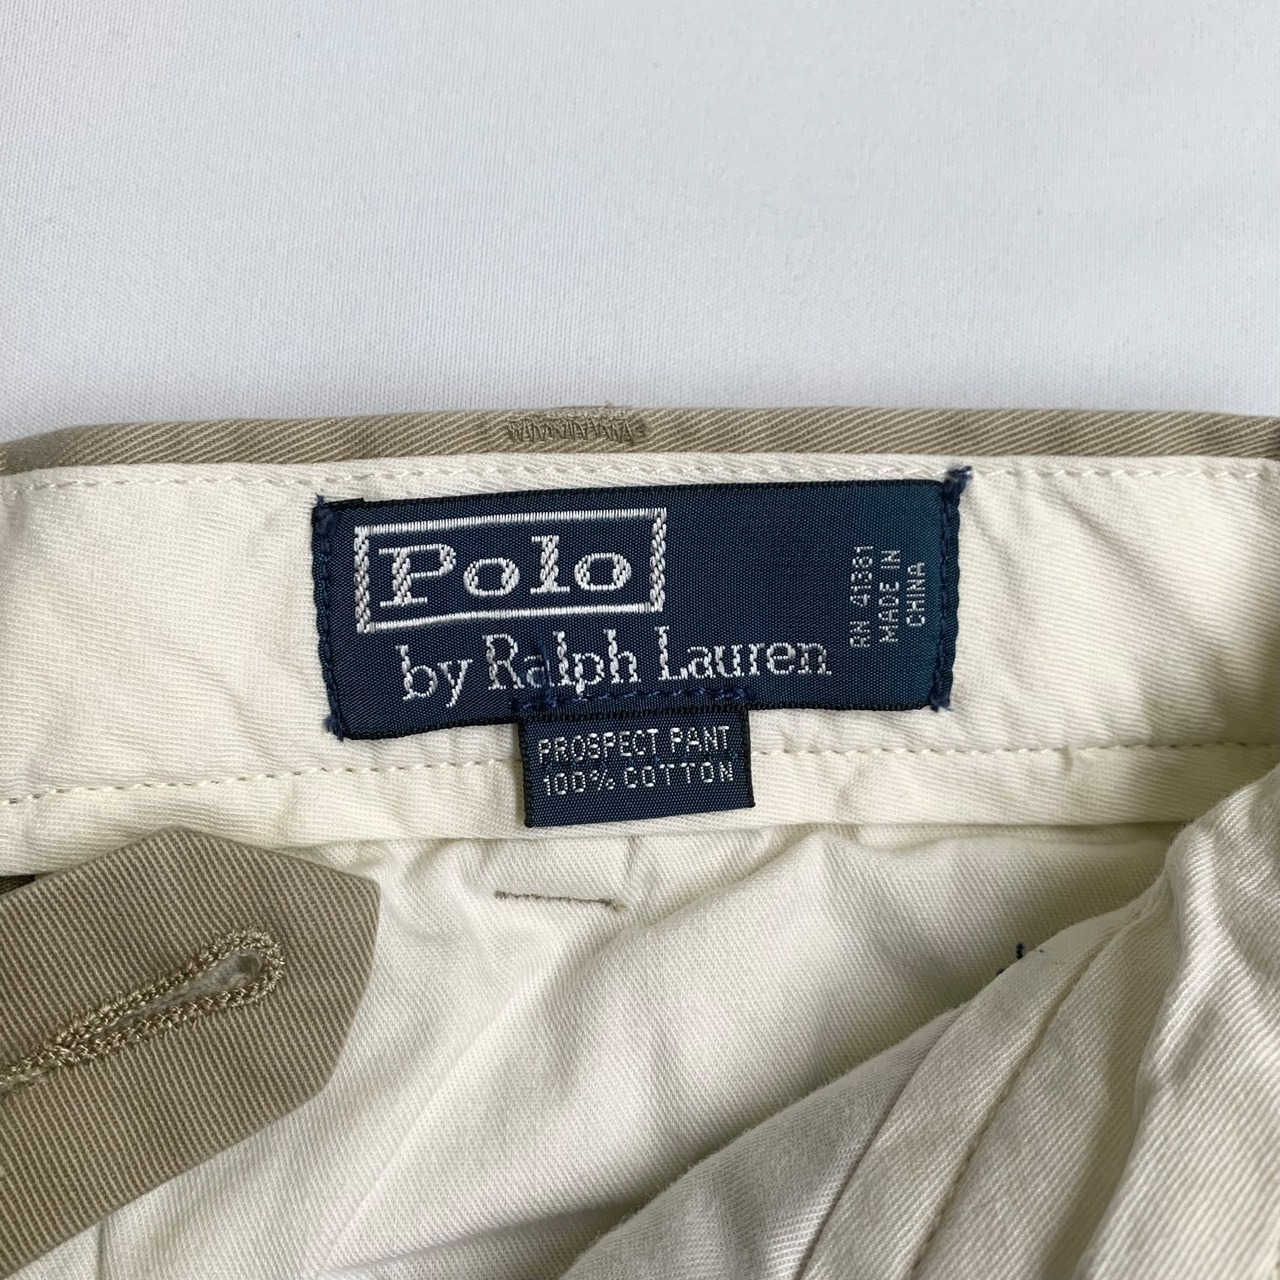 Polo
by Ralph Lauren
RN 41381
MADE IN
CHINA
PROSPECT PANT
100% COTTON